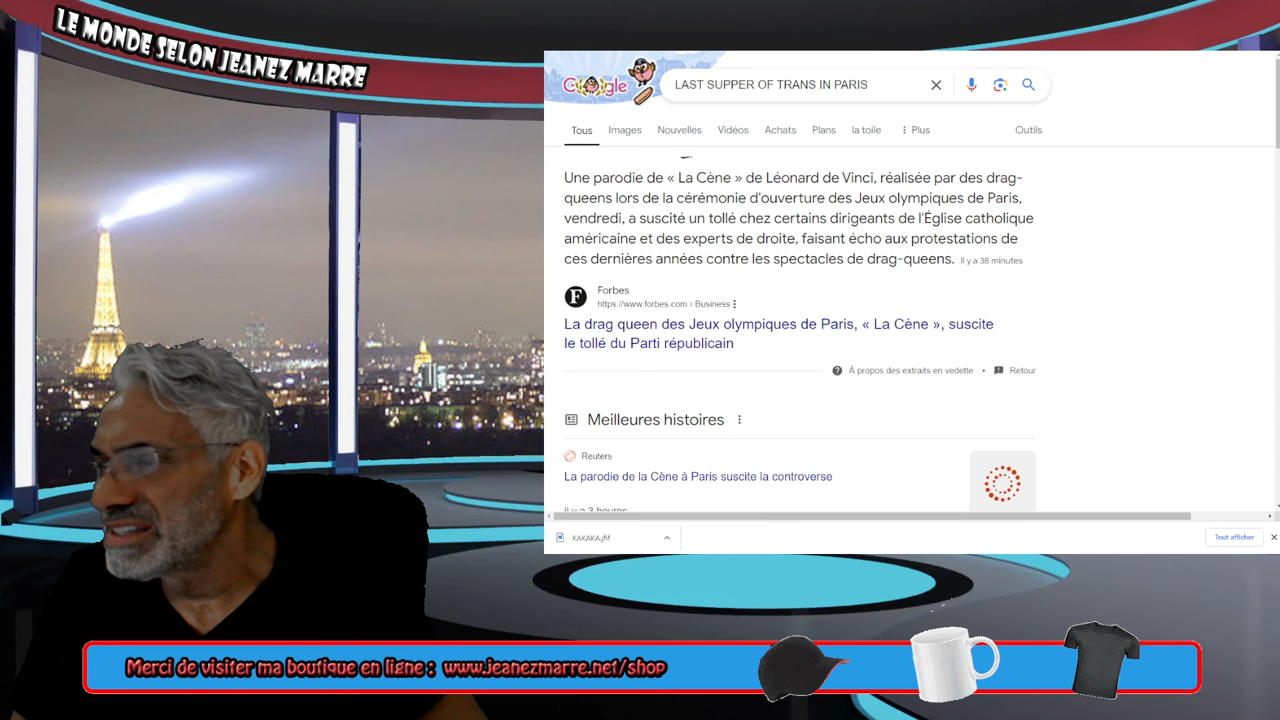 LE MONDE SELON JEANEZ MARRE
Google
LAST SUPPER OF TRANS IN PARIS
Tous Images Nouvelles Vidéos Achats Plans la toile Plus Outils
Une parodie de « La Cène » de Léonard de Vinci, réalisée par des drag-
queens lors de la cérémonie d'ouverture des Jeux olympiques de Paris,
vendredi, a suscité un tollé chez certains dirigeants de l'Église catholique
américaine et des experts de droite, faisant écho aux protestations de
ces dernières années contre les spectacles de drag-queens. Il y a 38 minutes
F
Forbes
https://www.forbes.com › Business
La drag queen des Jeux olympiques de Paris, « La Cène », suscite
le tollé du Parti républicain
À propos des extraits en vedette • Retour
Meilleures histoires
Reuters
La parodie de la Cène à Paris suscite la controverse
il y a 3 heures
KAKAKA.jfif
Tout afficher
Merci de visiter ma boutique en ligne : www.jeanezmarre.net/shop